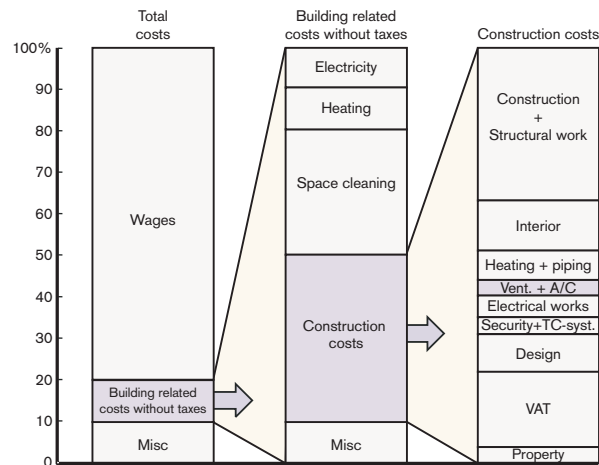 Total
costs
Building related
costs without taxes
Construction costs
100%
90
80
70
60
50
40
30
20
10
0
Wages
Building related
costs without taxes
Misc
Electricity
Heating
Space cleaning
Construction
costs
Misc
Construction
+
Structural work
Interior
Heating + piping
Vent. + A/C
Electrical works
Security+TC-syst.
Design
VAT
Property